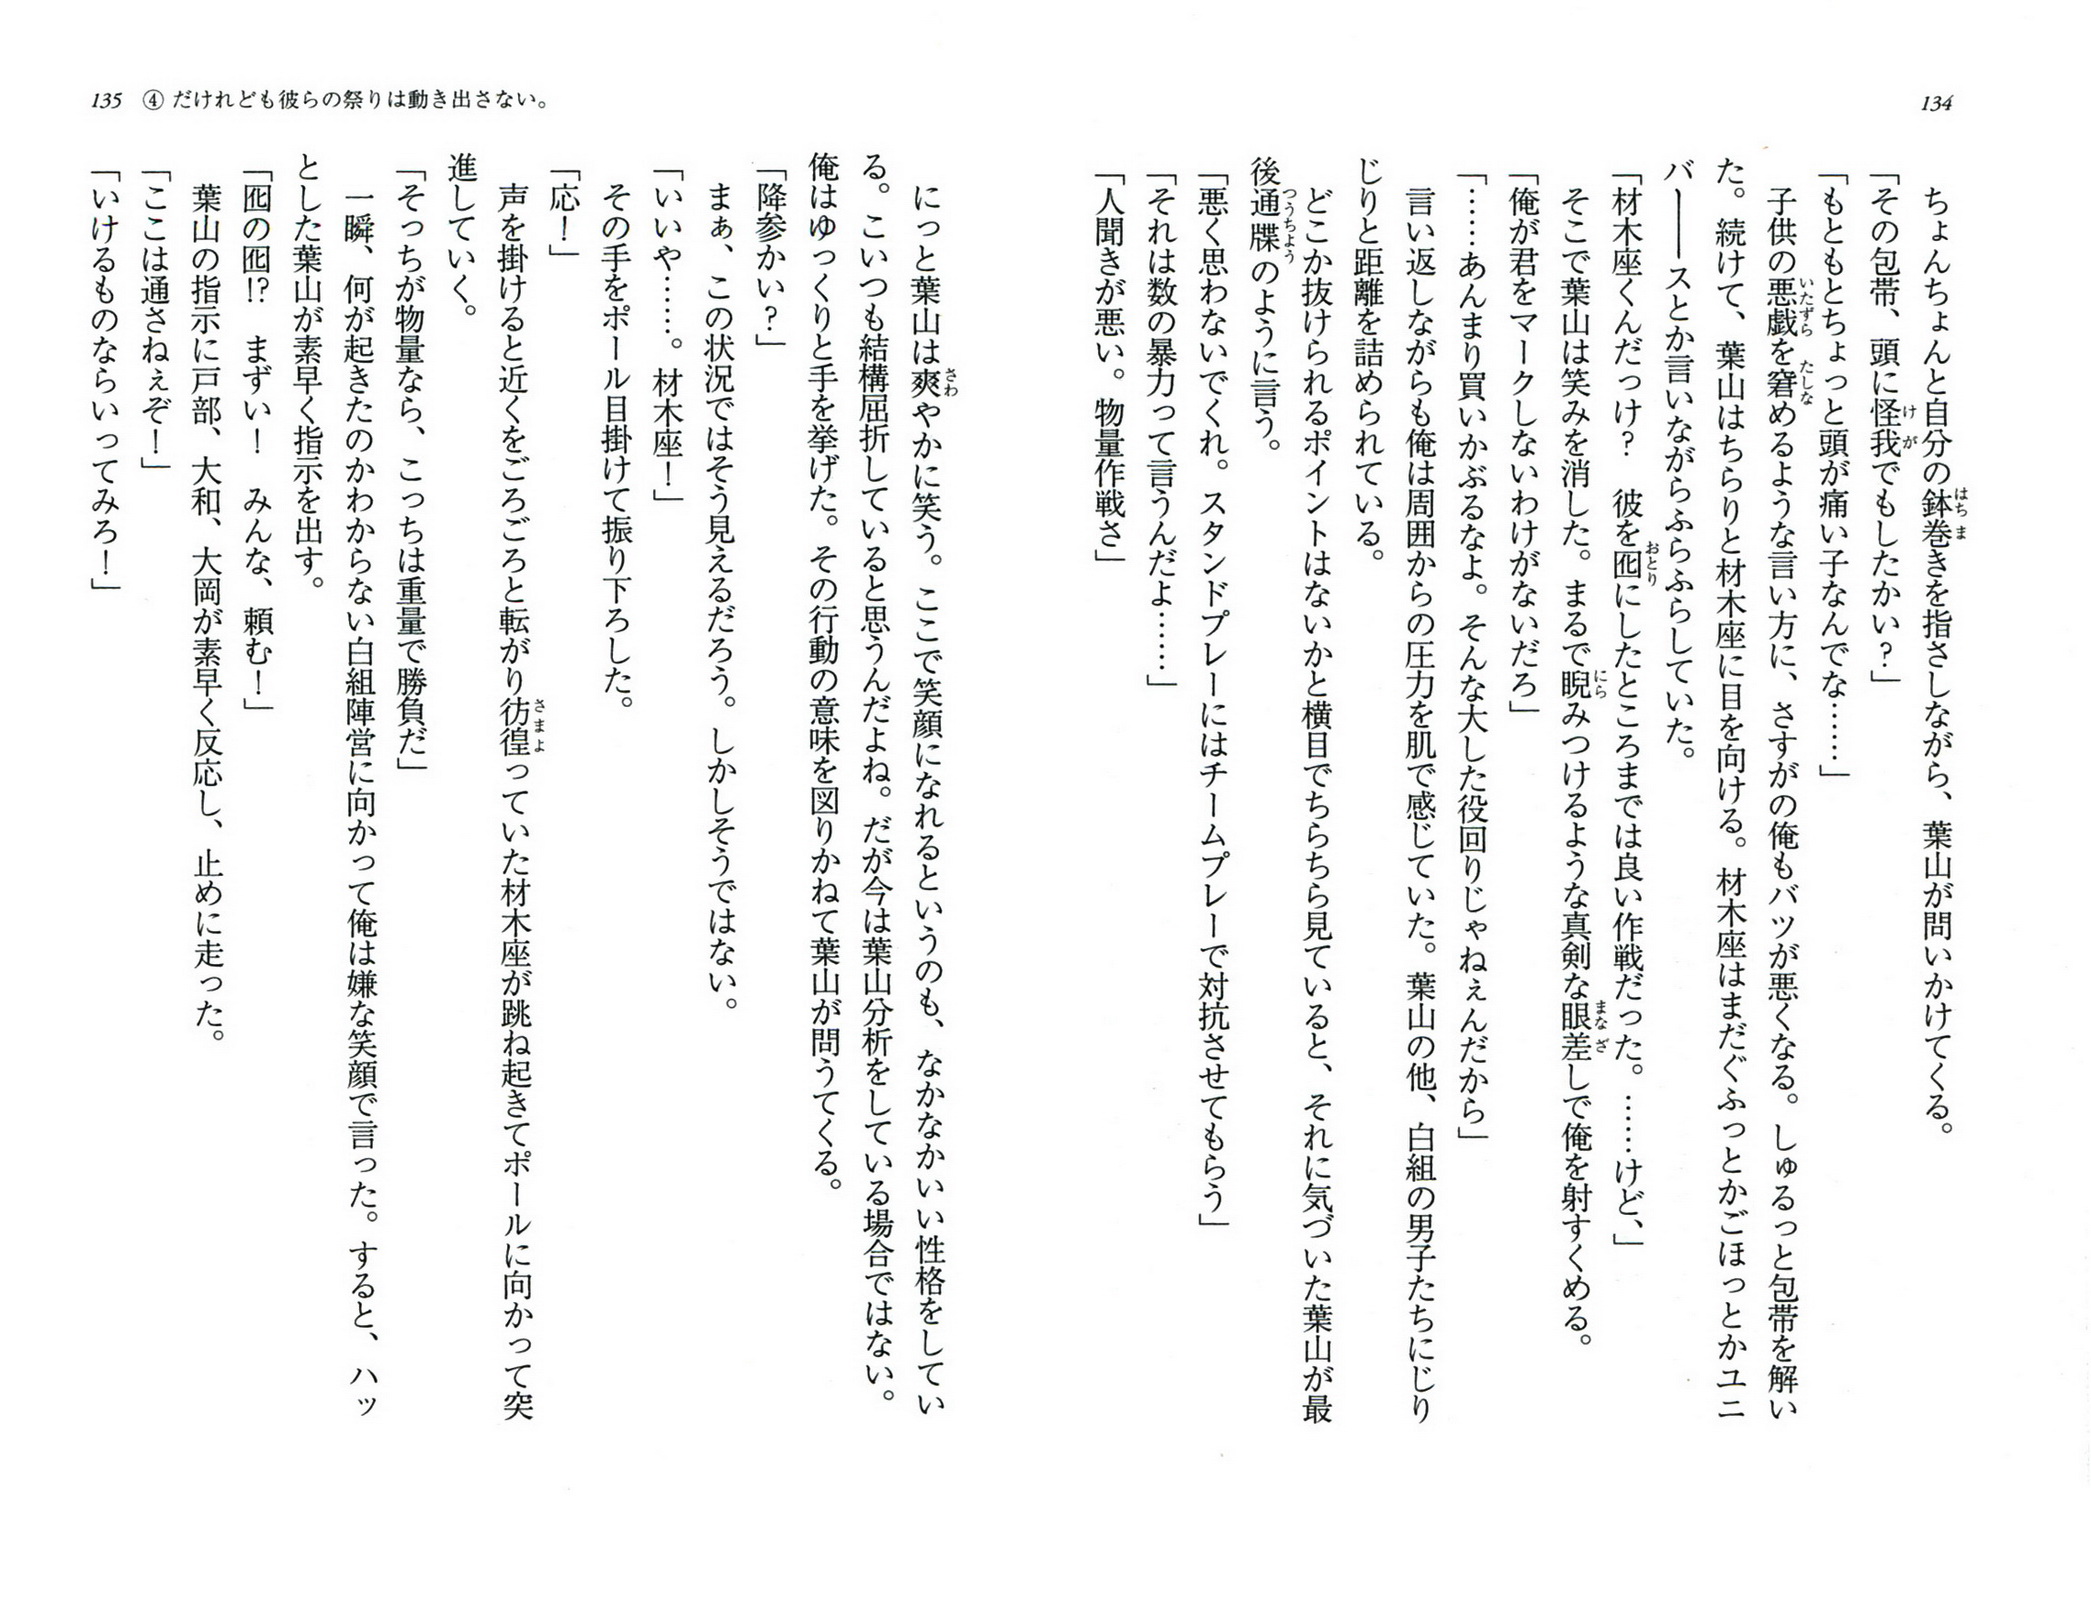 134
ちょんちょんと自分の鉢巻きを指さしながら、葉山が問いかけてくる。
「その包帯、頭に怪我でもしたかい？」
「もともとちょっと頭が痛い子なんでな……」
子供の悪戯を窘めるような言い方に、さすがの俺もバツが悪くなる。しゅるっと包帯を解い
た。続けて、葉山はちらりと材木座に目を向ける。材木座はまだぐふっとかごほっとかユニ
バーースとか言いながらふらふらしていた。
「材木座くんだっけ？　彼を囮にしたところまでは良い作戦だった。……けど、」
そこで葉山は笑みを消した。まるで睨みつけるような真剣な眼差しで俺を射すくめる。
「俺が君をマークしないわけがないだろ」
「……あんまり買いかぶるなよ。そんな大した役回りじゃねぇんだから」
言い返しながらも俺は周囲からの圧力を肌で感じていた。葉山の他、白組の男子たちにじり
じりと距離を詰められている。
どこか抜けられるポイントはないかと横目でちらちら見ていると、それに気づいた葉山が最
後通牒のように言う。
「悪く思わないでくれ。スタンドプレーにはチームプレーで対抗させてもらう」
「それは数の暴力って言うんだよ……」
「人聞きが悪い。物量作戦さ」
135 ④ だけれども彼らの祭りは動き出さない。
にっと葉山は爽やかに笑う。ここで笑顔になれるというのも、なかなかいい性格をしてい
る。こいつも結構屈折していると思うんだよね。だが今は葉山分析をしている場合ではない。
俺はゆっくりと手を挙げた。その行動の意味を図りかねて葉山が問うてくる。
「降参かい？」
まぁ、この状況ではそう見えるだろう。しかしそうではない。
「いいや……。材木座！」
その手をポール目掛けて振り下ろした。
「応！」
声を掛けると近くをごろごろと転がり彷徨っていた材木座が跳ね起きてポールに向かって突
進していく。
「そっちが物量なら、こっちは重量で勝負だ」
一瞬、何が起きたのかわからない白組陣営に向かって俺は嫌な笑顔で言った。すると、ハッ
とした葉山が素早く指示を出す。
「囮の囮!?　まずい！　みんな、頼む！」
葉山の指示に戸部、大和、大岡が素早く反応し、止めに走った。
「ここは通さねぇぞ！」
「いけるものならいってみろ！」